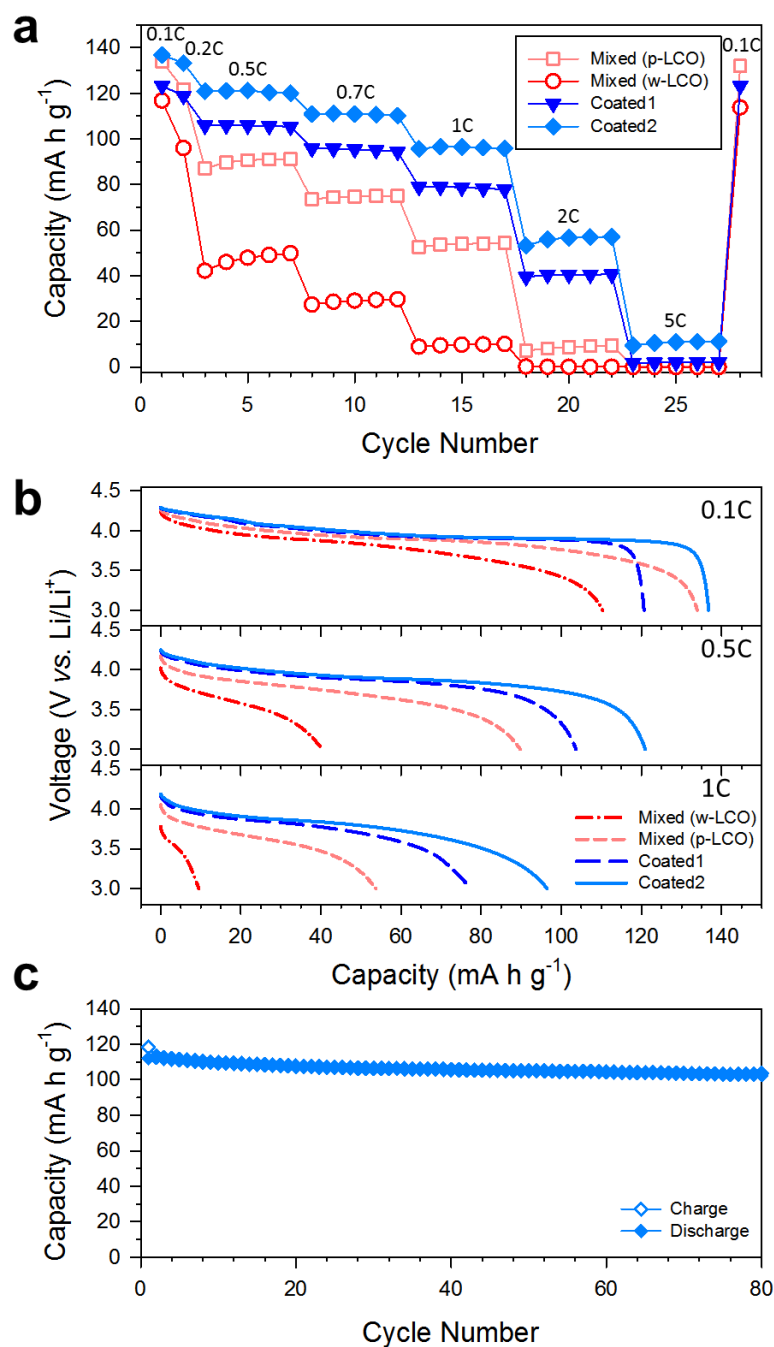 a
0.1C
0.2C
0.5C
0.7C
1C
2C
5C
0.1C
Mixed (p-LCO)
Mixed (w-LCO)
Coated1
Coated2
140
120
100
80
60
40
20
0
Capacity (mA h g⁻¹)
0 5 10 15 20 25
Cycle Number
b
4.5
4.0
3.5
3.0
0.1C
4.5
4.0
3.5
3.0
0.5C
4.5
4.0
3.5
3.0
1C
Mixed (w-LCO)
Mixed (p-LCO)
Coated1
Coated2
Voltage (V vs. Li/Li⁺)
0 20 40 60 80 100 120 140
Capacity (mA h g⁻¹)
c
140
120
100
80
60
40
20
0
Capacity (mA h g⁻¹)
Charge
Discharge
0 20 40 60 80
Cycle Number